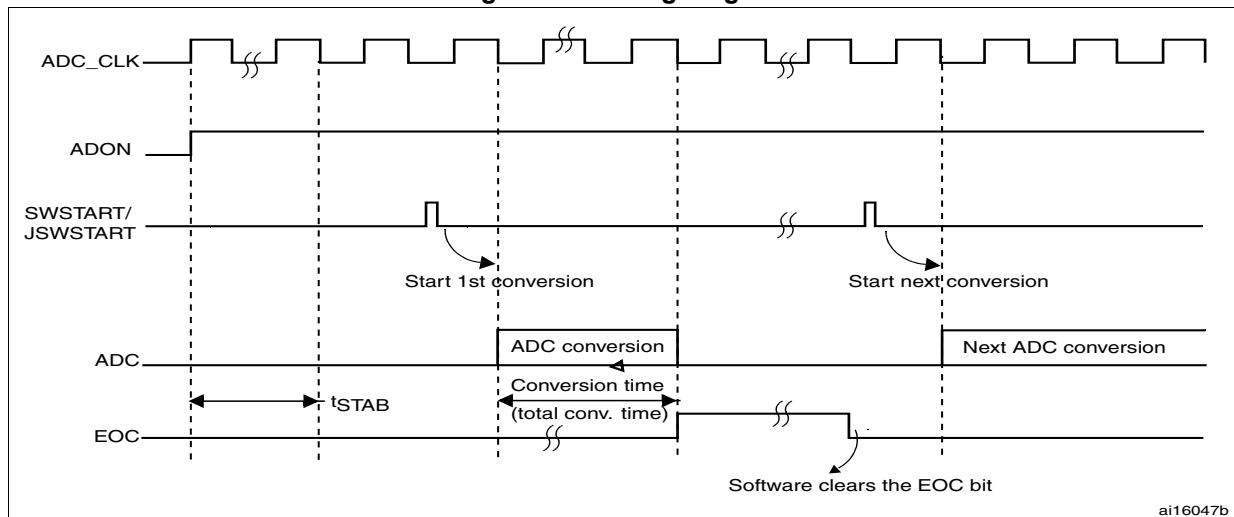 ADC_CLK
ADON
SWSTART/
JSWSTART
Start 1st conversion
Start next conversion
ADC
ADC conversion
Next ADC conversion
Conversion time
(total conv. time)
tSTAB
EOC
Software clears the EOC bit
ai16047b